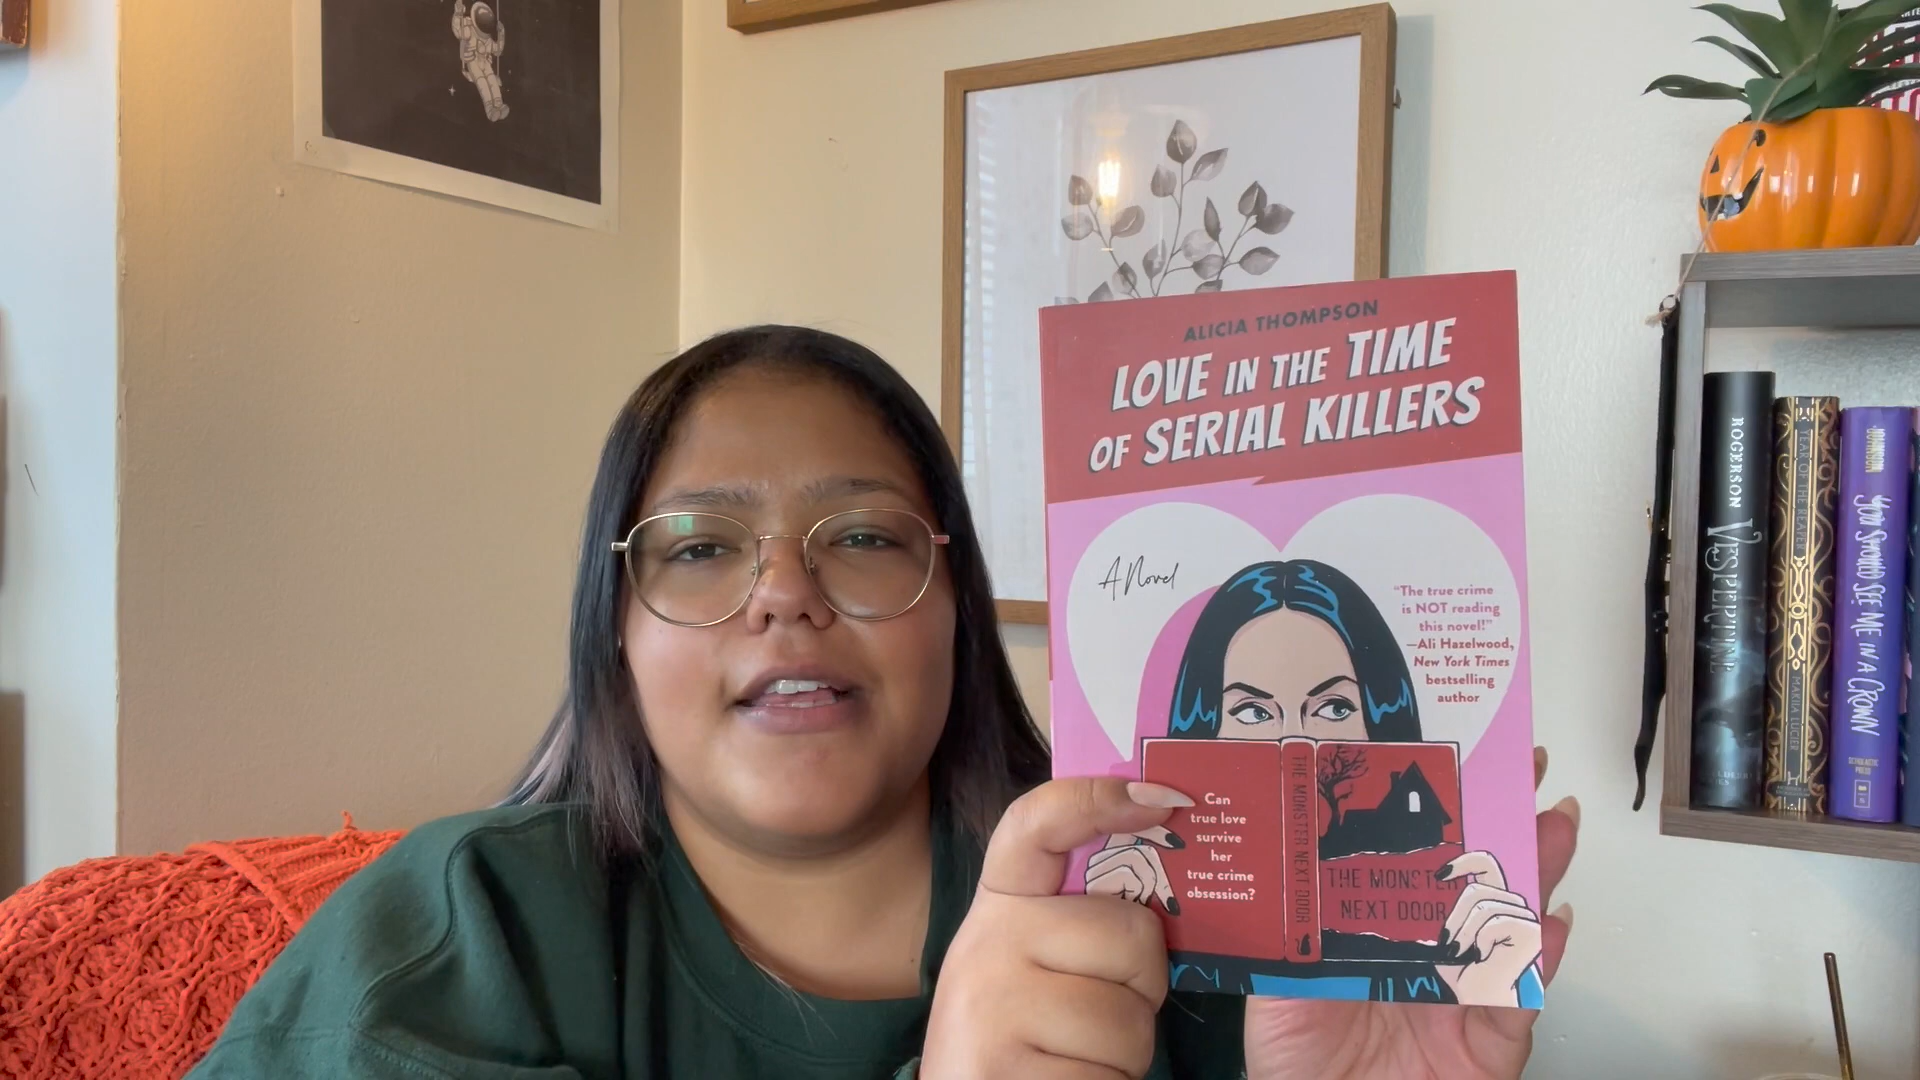 ALICIA THOMPSON
LOVE IN THE TIME
OF SERIAL KILLERS
A Novel
"The true crime
is NOT reading
this novel!"
—Ali Hazelwood,
New York Times
bestselling
author
Can
true love
survive
her
true crime
obsession?
THE MONSTER NEXT DOOR
THE MONSTER
NEXT DOOR
ROGERSON VESPERTINE
YEAR OF THE REAPER MAKIIA LUCIER
JOHNSON YOU SHOULD SEE ME IN A CROWN
SCHOLASTIC
PRESS